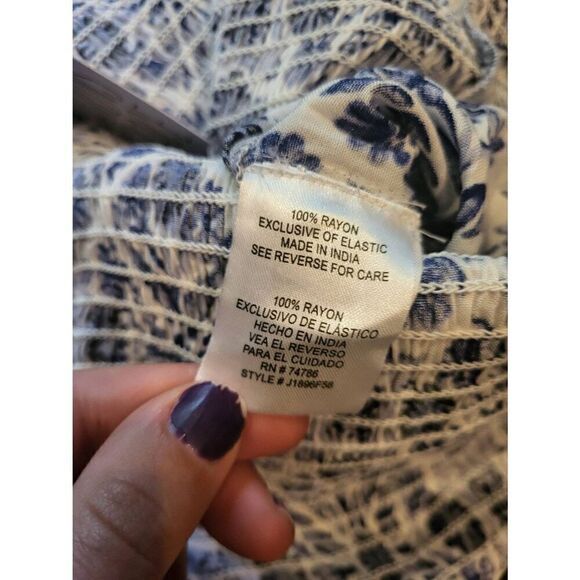 100% RAYON
EXCLUSIVE OF ELASTIC
MADE IN INDIA
SEE REVERSE FOR CARE
100% RAYON
EXCLUSIVO DE ELÁSTICO
HECHO EN INDIA
VEA EL REVERSO
PARA EL CUIDADO
RN # 74786
STYLE # J1896F58